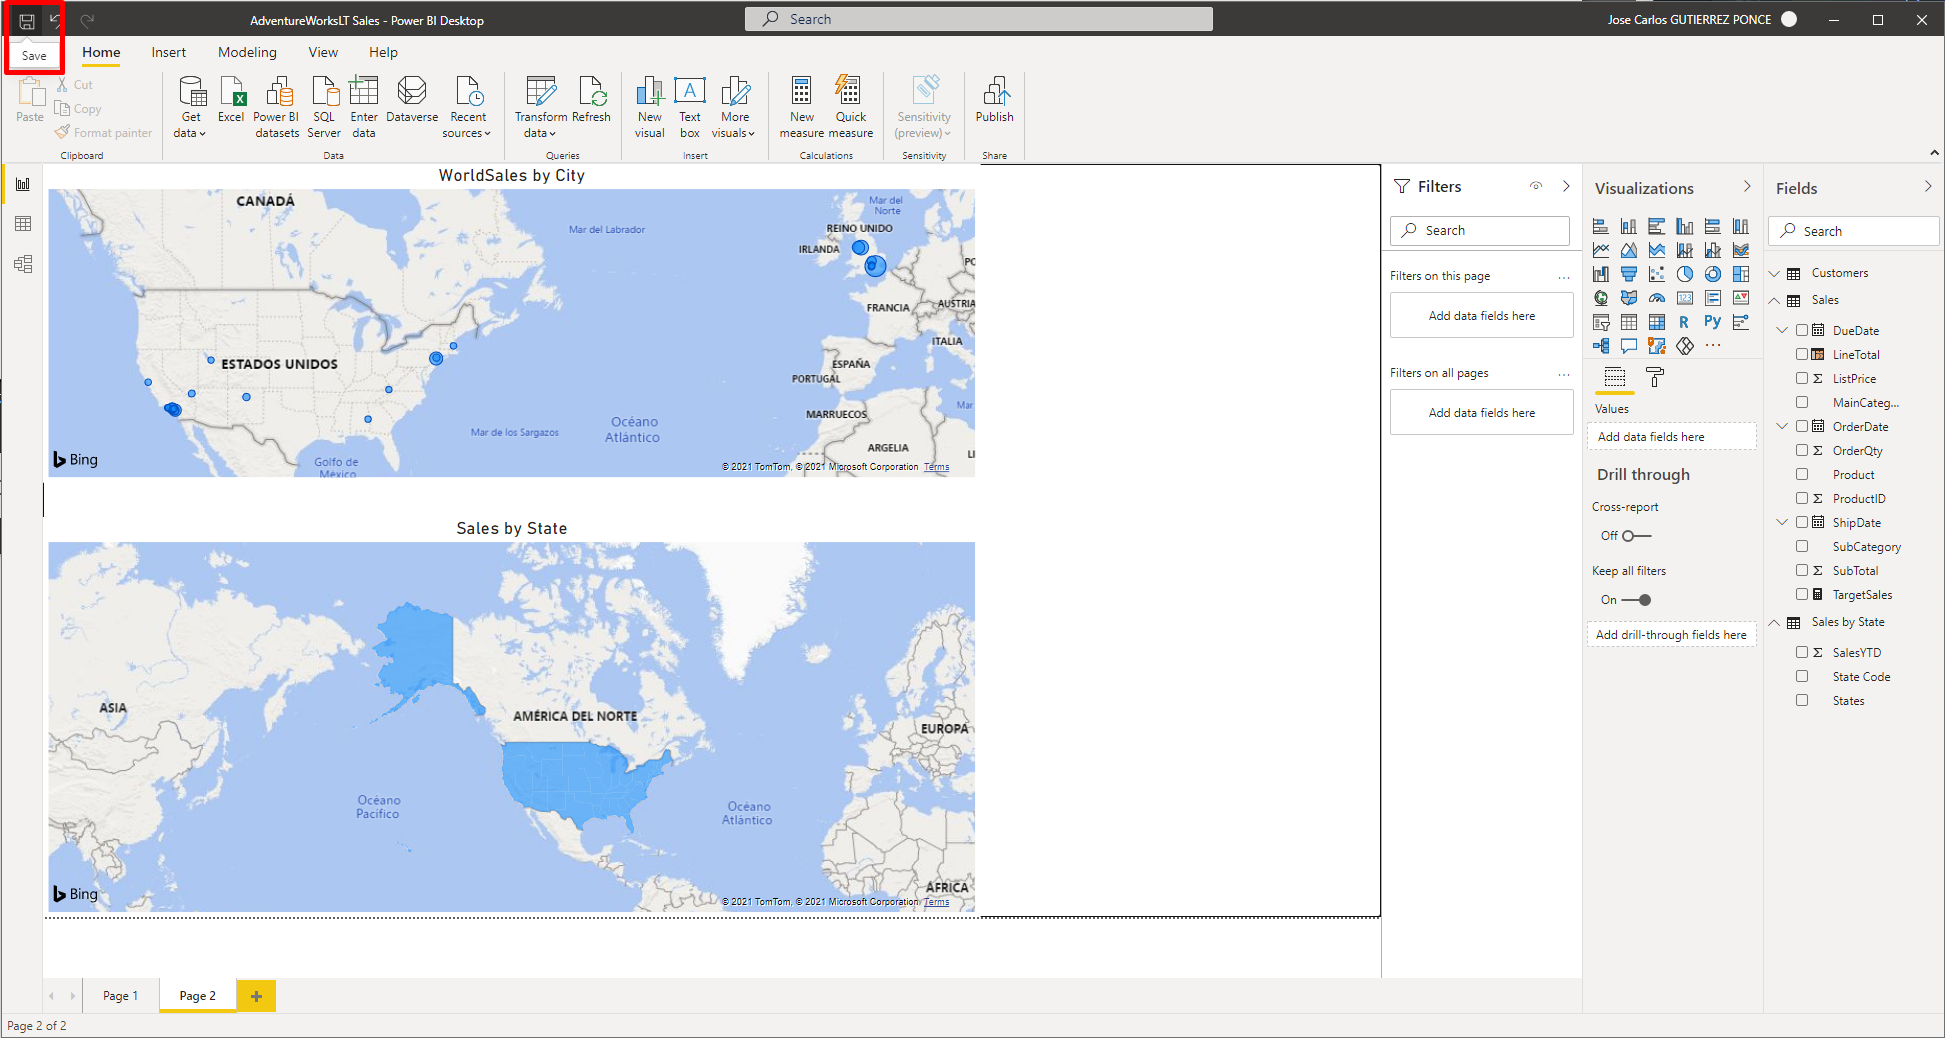 AdventureWorksLT Sales - Power BI Desktop
Search
Jose Carlos GUTIERREZ PONCE
Save
Home
Insert
Modeling
View
Help
Paste
Cut
Copy
Format painter
Clipboard
Get data
Excel
Power BI datasets
SQL Server
Enter data
Dataverse
Recent sources
Data
Transform data
Refresh
Queries
New visual
Text box
More visuals
Insert
New measure
Quick measure
Calculations
Sensitivity (preview)
Sensitivity
Publish
Share
WorldSales by City
CANADÁ
Mar del Labrador
Mar del Norte
REINO UNIDO
IRLANDA
PO
FRANCIA
AUSTRIA
ITALIA
ESTADOS UNIDOS
ESPAÑA
PORTUGAL
Mar
MARRUECOS
Océano Atlántico
Mar de los Sargazos
ARGELIA
LI
Golfo de México
Bing
© 2021 TomTom, © 2021 Microsoft Corporation Terms
Sales by State
ASIA
AMÉRICA DEL NORTE
EUROPA
Océano Pacífico
Océano Atlántico
ÁFRICA
Bing
© 2021 TomTom, © 2021 Microsoft Corporation Terms
Filters
Search
Filters on this page
...
Add data fields here
Filters on all pages
...
Add data fields here
Visualizations
123
R
Py
...
Values
Add data fields here
Drill through
Cross-report
Off
Keep all filters
On
Add drill-through fields here
Fields
Search
Customers
Sales
DueDate
LineTotal
Σ ListPrice
MainCateg...
OrderDate
Σ OrderQty
Product
Σ ProductID
ShipDate
SubCategory
Σ SubTotal
TargetSales
Sales by State
Σ SalesYTD
State Code
States
Page 1
Page 2
+
Page 2 of 2